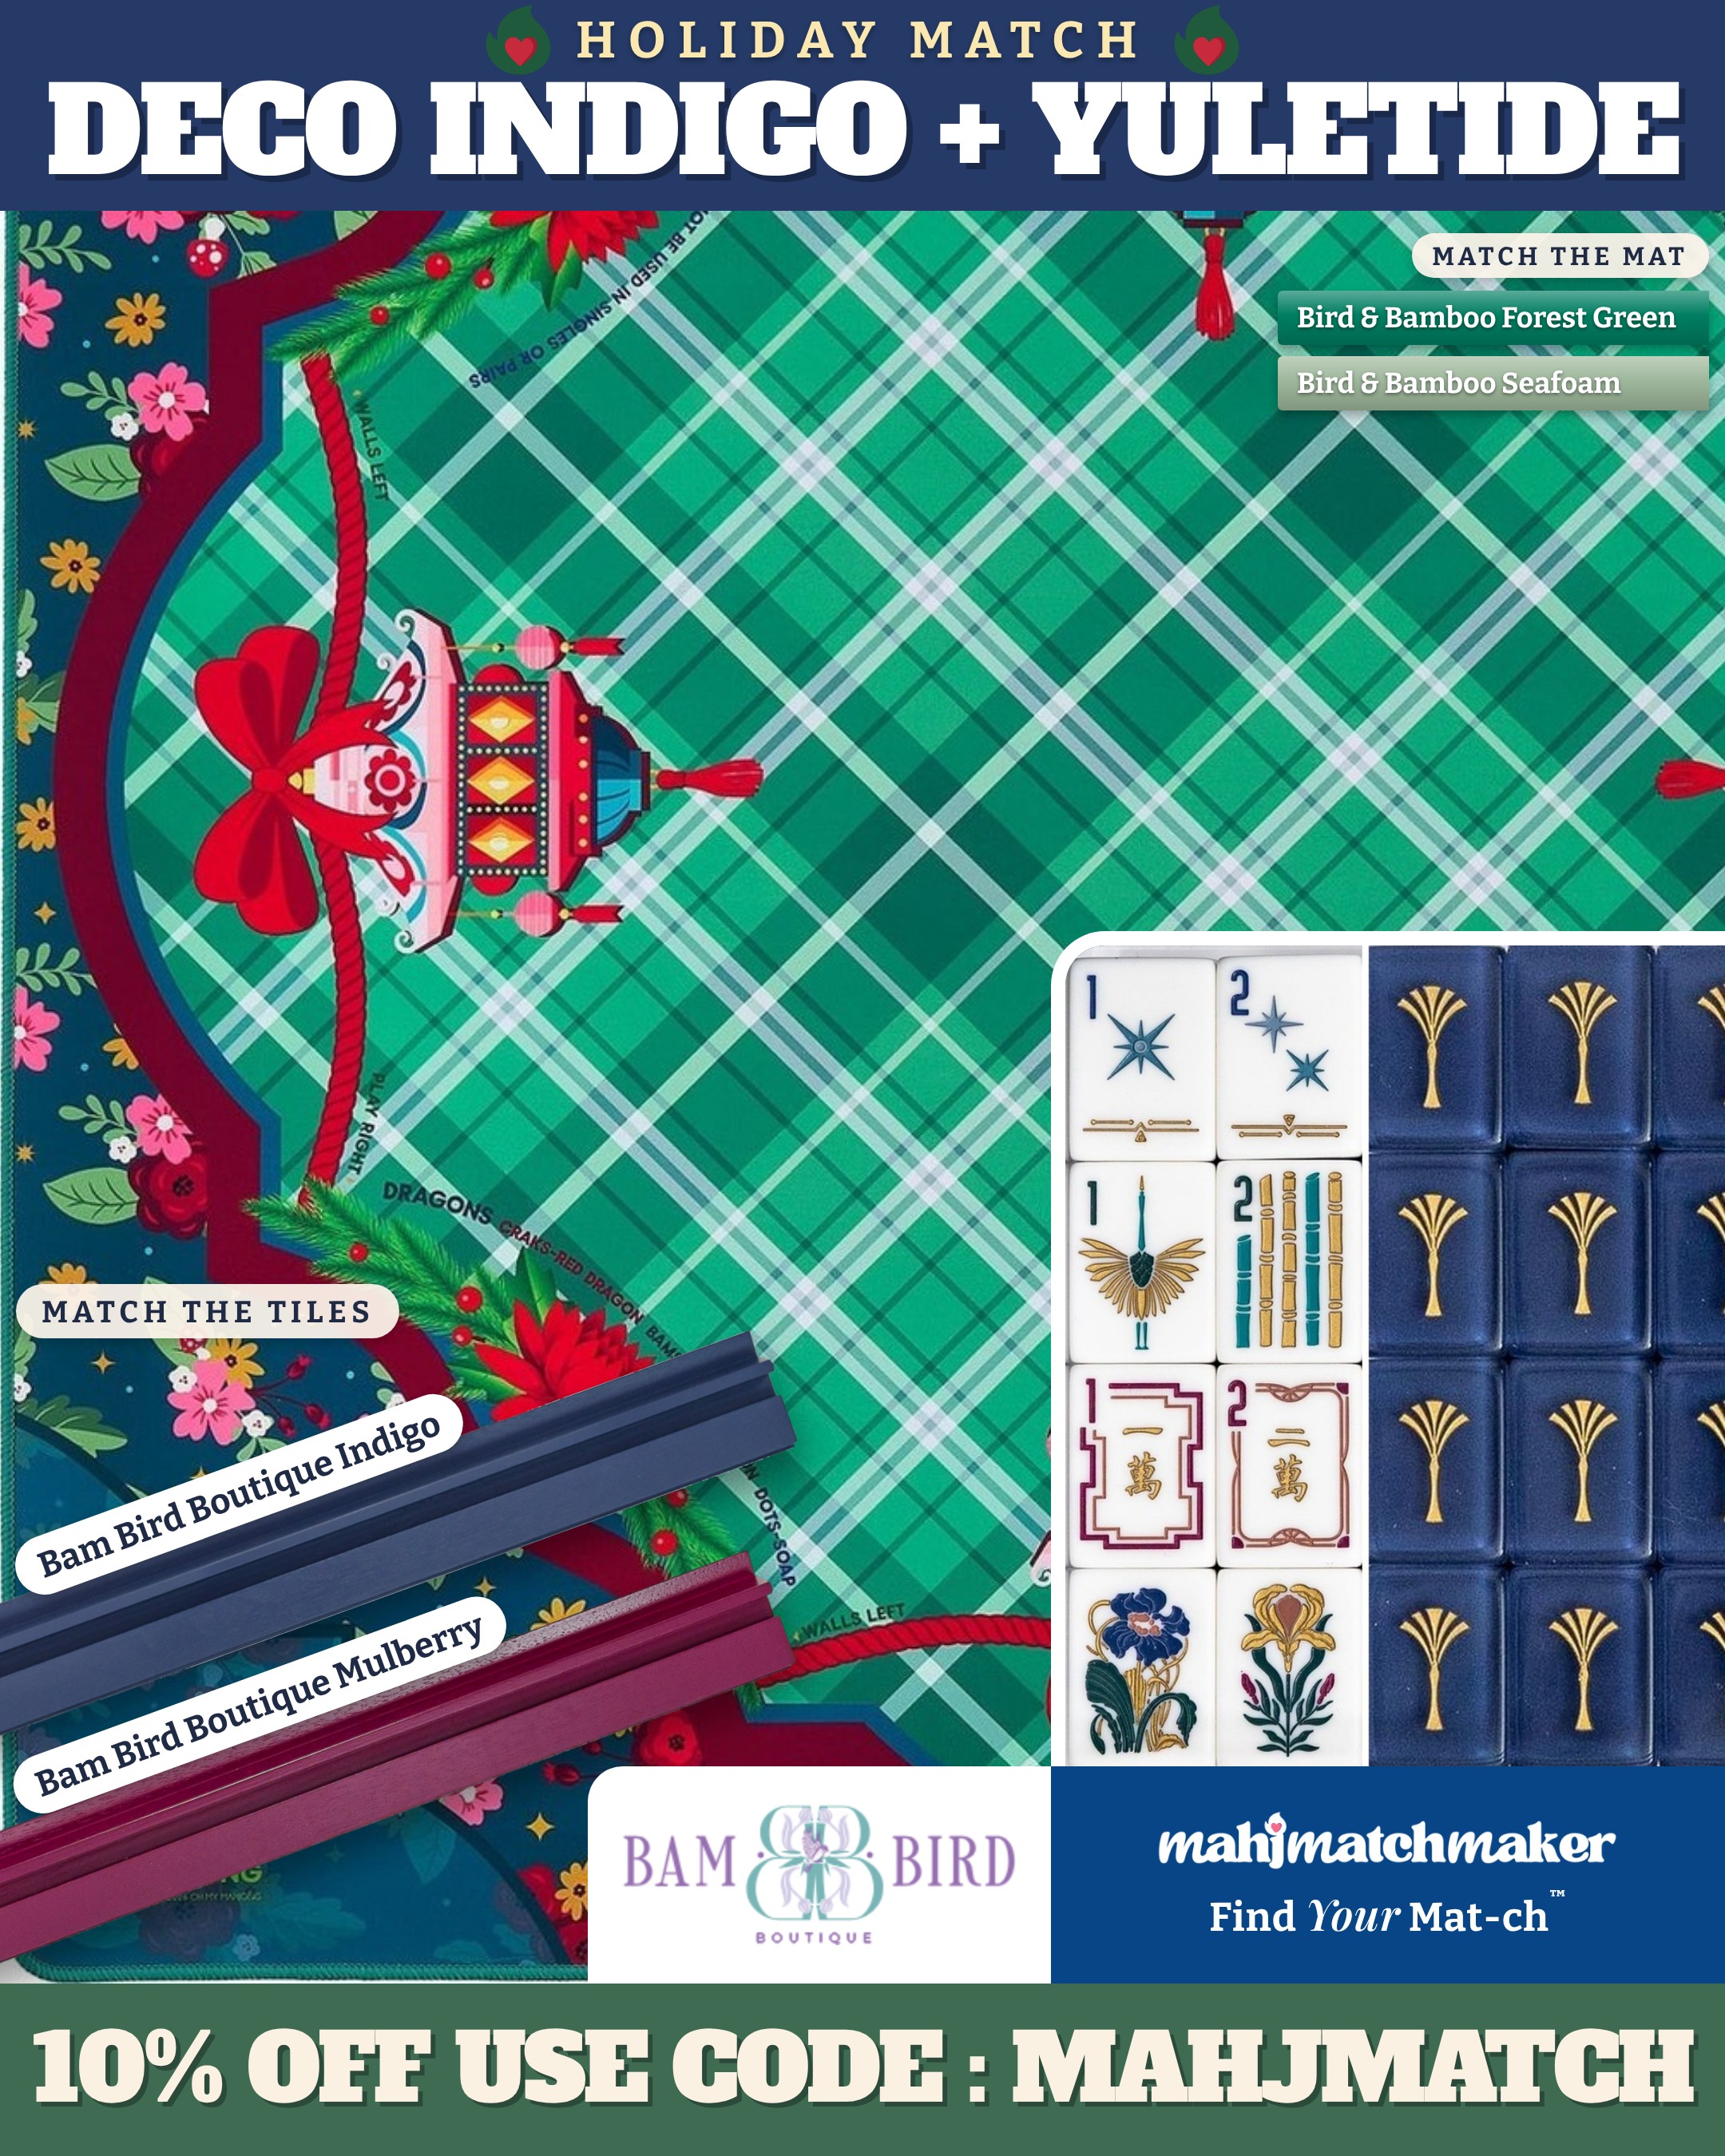 HOLIDAY MATCH
DECO INDIGO + YULETIDE
MATCH THE MAT
Bird & Bamboo Forest Green
Bird & Bamboo Seafoam
NOT BE USED IN SINGLES OR PAIRS
WALLS LEFT
PLAY RIGHT
DRAGONS CRAKS-RED DRAGON BAMS
DOTS-SOAP
WALLS LEFT
1
2
1
2
1
一
萬
2
二
萬
MATCH THE TILES
Bam Bird Boutique Indigo
Bam Bird Boutique Mulberry
BAM BIRD
BOUTIQUE
mahjmatchmaker
Find Your Mat-ch™
10% OFF USE CODE : MAHJMATCH